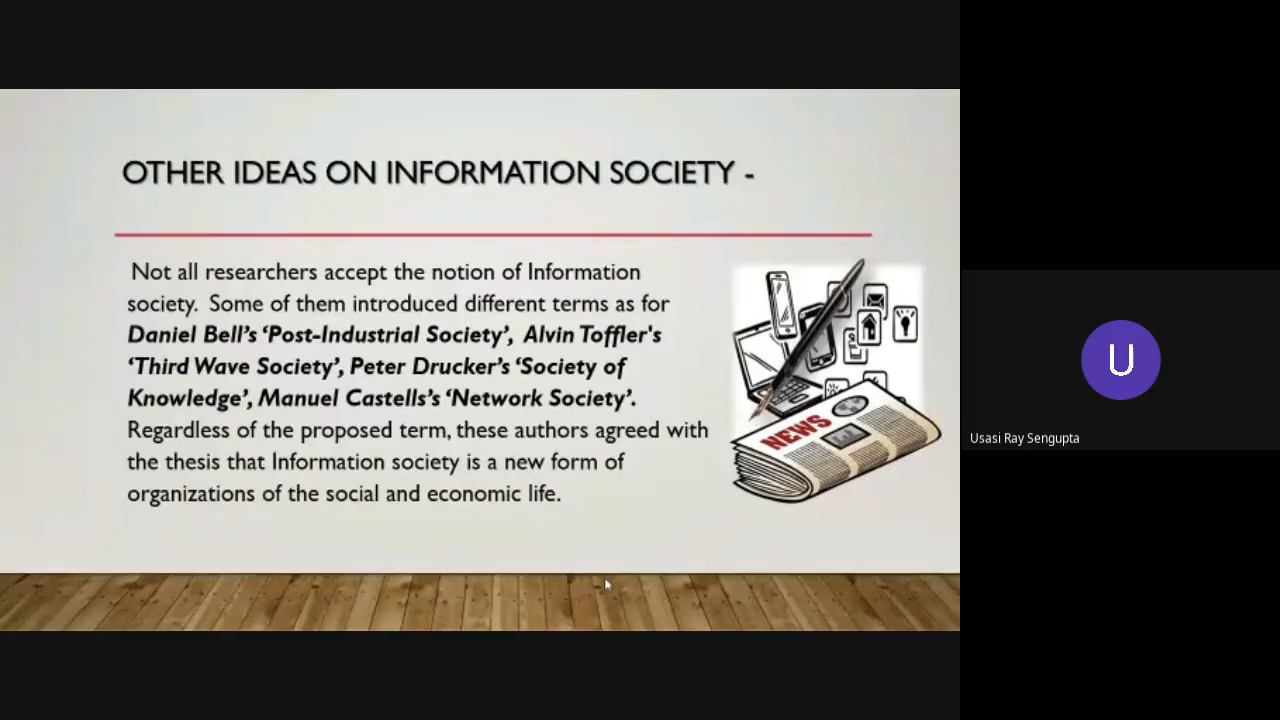 OTHER IDEAS ON INFORMATION SOCIETY -
Not all researchers accept the notion of Information
society. Some of them introduced different terms as for
Daniel Bell's 'Post-Industrial Society', Alvin Toffler's
'Third Wave Society', Peter Drucker's 'Society of
Knowledge', Manuel Castells's 'Network Society'.
Regardless of the proposed term, these authors agreed with
the thesis that Information society is a new form of
organizations of the social and economic life.
NEWS
U
Usasi Ray Sengupta